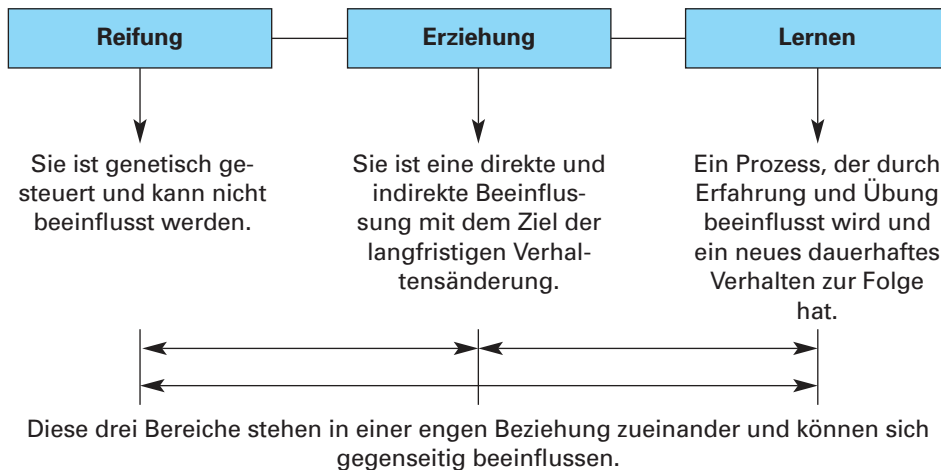 Reifung
Erziehung
Lernen
Sie ist genetisch ge-
steuert und kann nicht
beeinflusst werden.
Sie ist eine direkte und
indirekte Beeinflus-
sung mit dem Ziel der
langfristigen Verhal-
tensänderung.
Ein Prozess, der durch
Erfahrung und Übung
beeinflusst wird und
ein neues dauerhaftes
Verhalten zur Folge
hat.
Diese drei Bereiche stehen in einer engen Beziehung zueinander und können sich
gegenseitig beeinflussen.